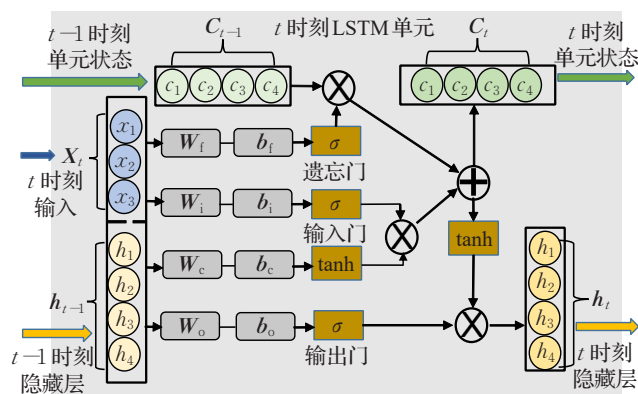 C_{t-1}
t 时刻LSTM 单元
C_t
t-1 时刻
单元状态
c_1 c_2 c_3 c_4
c_1 c_2 c_3 c_4
t 时刻
单元状态
x_1
x_2
x_3
X_t
t 时刻
输入
W_f b_f σ
遗忘门
W_i b_i σ
输入门
W_c b_c tanh
tanh
W_o b_o σ
输出门
h_1
h_2
h_3
h_4
h_{t-1}
t-1 时刻
隐藏层
h_1
h_2
h_3
h_4
h_t
t 时刻
隐藏层